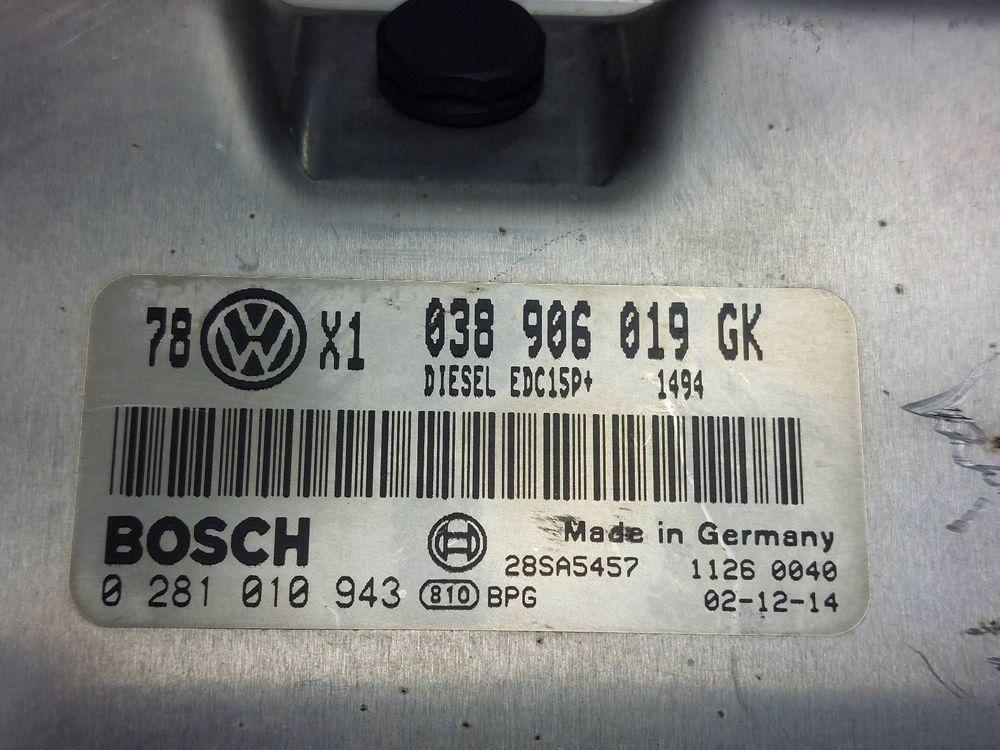 78 VW X1 038 906 019 GK
DIESEL EDC15P+ 1494
BOSCH
Made in Germany
28SA5457 1126 0040
0 281 010 943 810 BPG 02-12-14